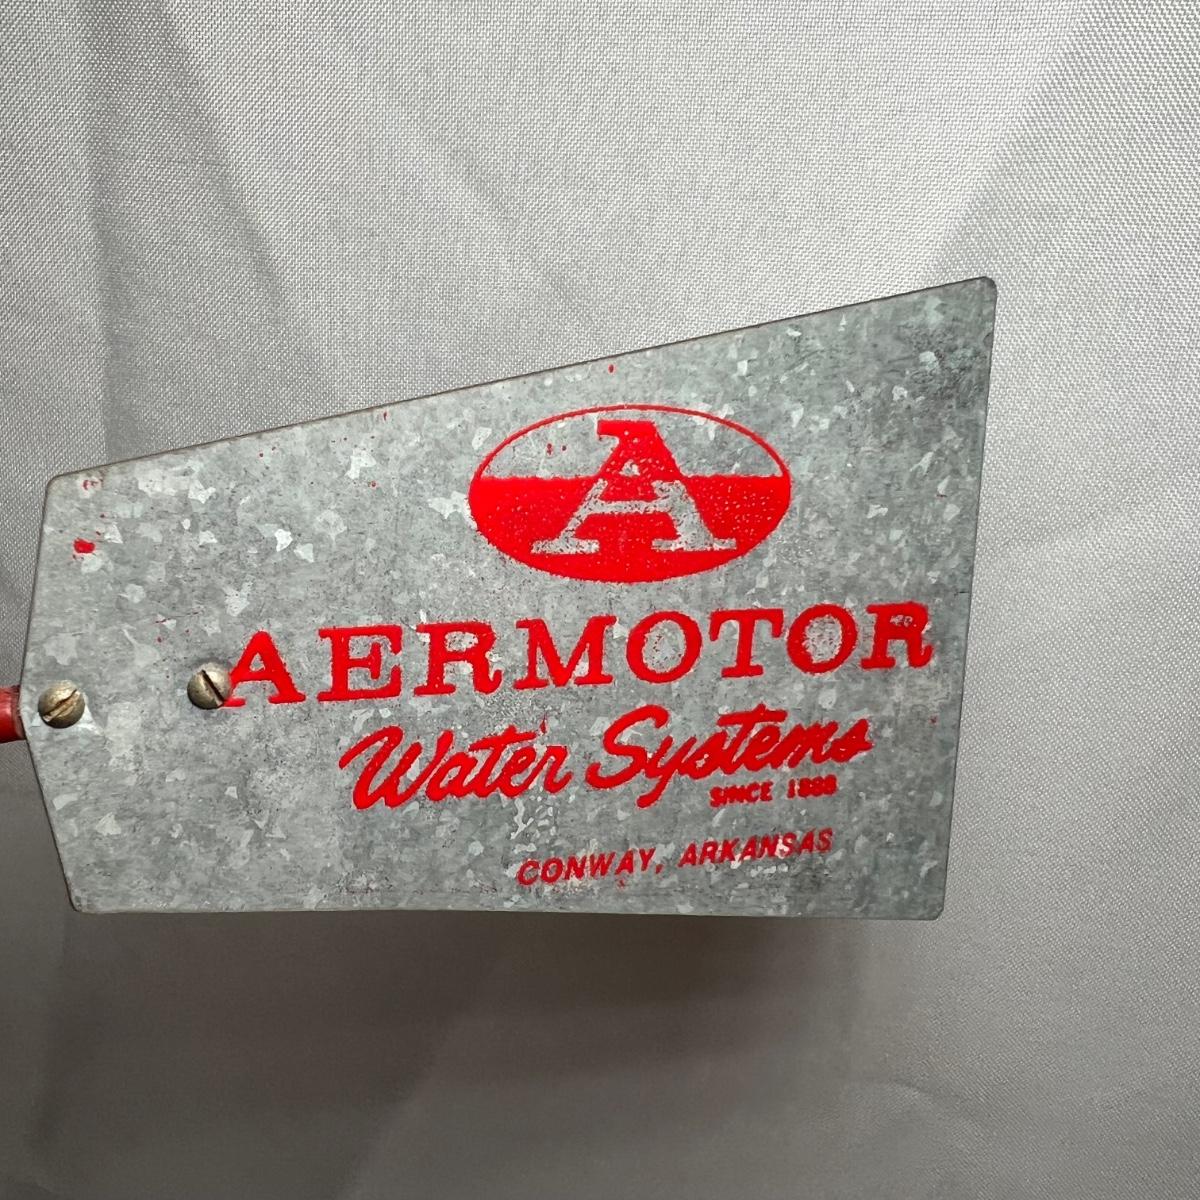 A
AERMOTOR
Water Systems
SINCE 1888
CONWAY, ARKANSAS